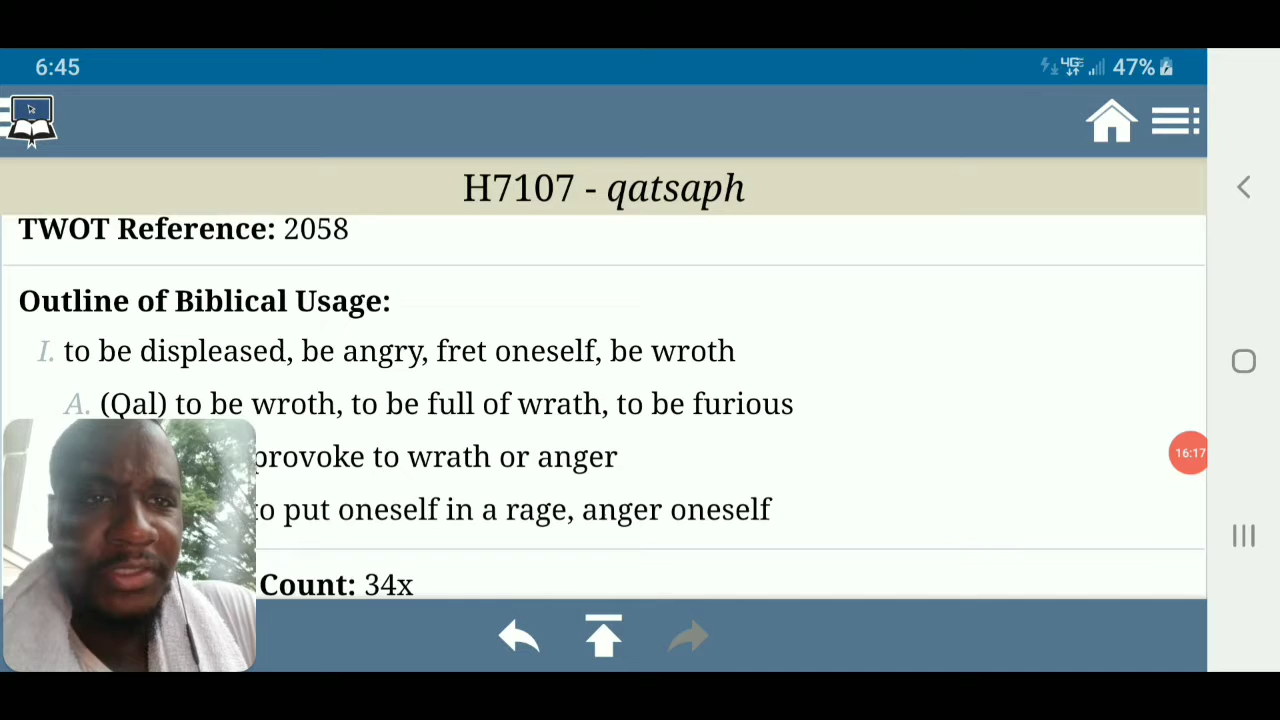 6:45
47%
H7107 - qatsaph
TWOT Reference: 2058
Outline of Biblical Usage:
I. to be displeased, be angry, fret oneself, be wroth
A. (Qal) to be wroth, to be full of wrath, to be furious
provoke to wrath or anger
to put oneself in a rage, anger oneself
16:17
Count: 34x